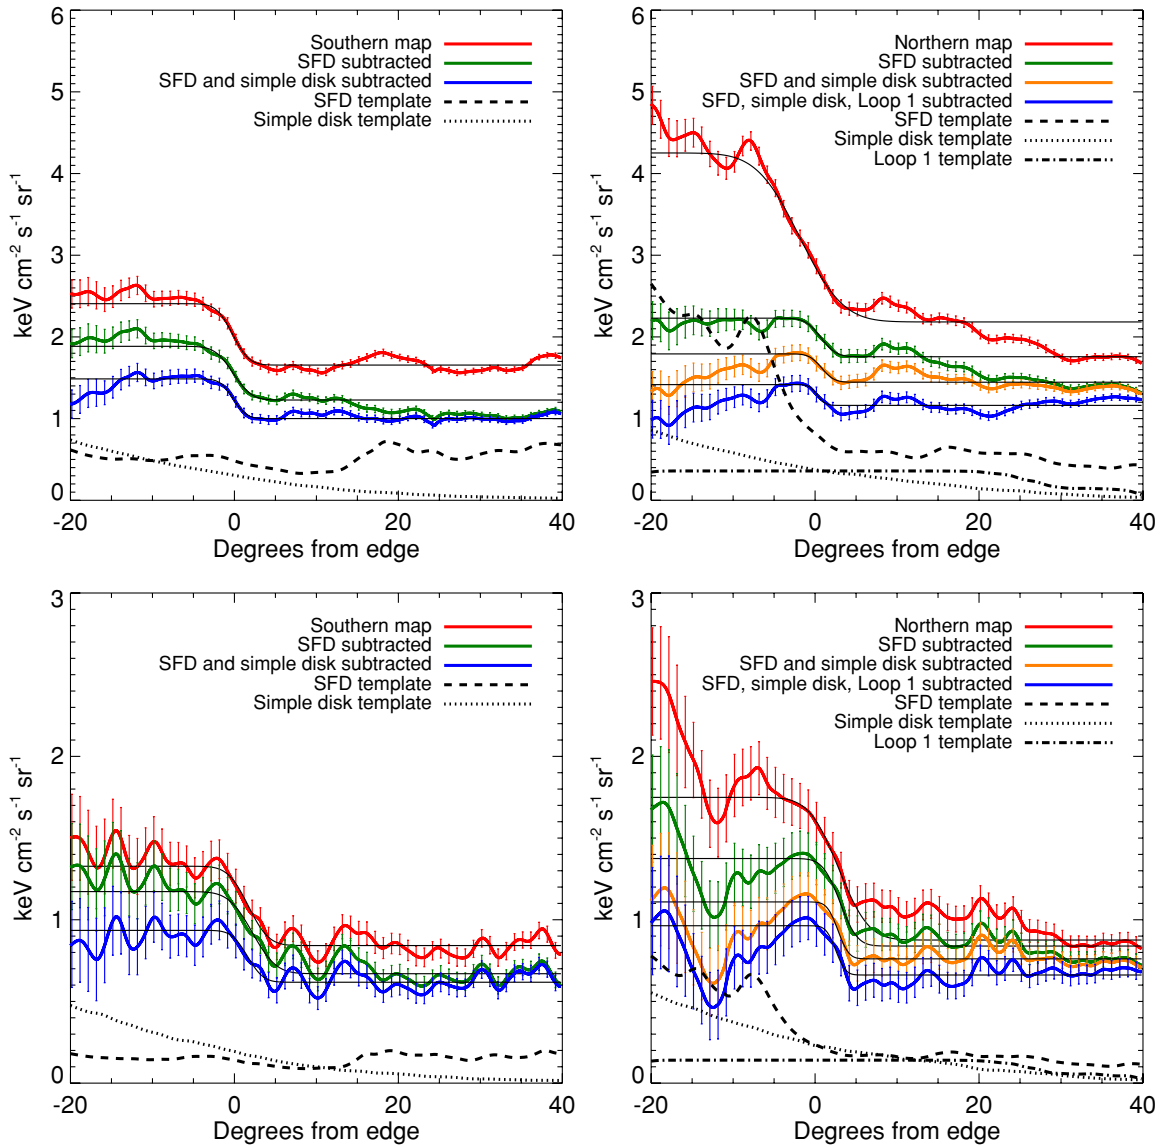 Southern map
SFD subtracted
SFD and simple disk subtracted
SFD template
Simple disk template
keV cm-2 s-1 sr-1
6
5
4
3
2
1
0
-20
0
20
40
Degrees from edge
Northern map
SFD subtracted
SFD and simple disk subtracted
SFD, simple disk, Loop 1 subtracted
SFD template
Simple disk template
Loop 1 template
keV cm-2 s-1 sr-1
6
5
4
3
2
1
0
-20
0
20
40
Degrees from edge
Southern map
SFD subtracted
SFD and simple disk subtracted
SFD template
Simple disk template
keV cm-2 s-1 sr-1
3
2
1
0
-20
0
20
40
Degrees from edge
Northern map
SFD subtracted
SFD and simple disk subtracted
SFD, simple disk, Loop 1 subtracted
SFD template
Simple disk template
Loop 1 template
keV cm-2 s-1 sr-1
3
2
1
0
-20
0
20
40
Degrees from edge